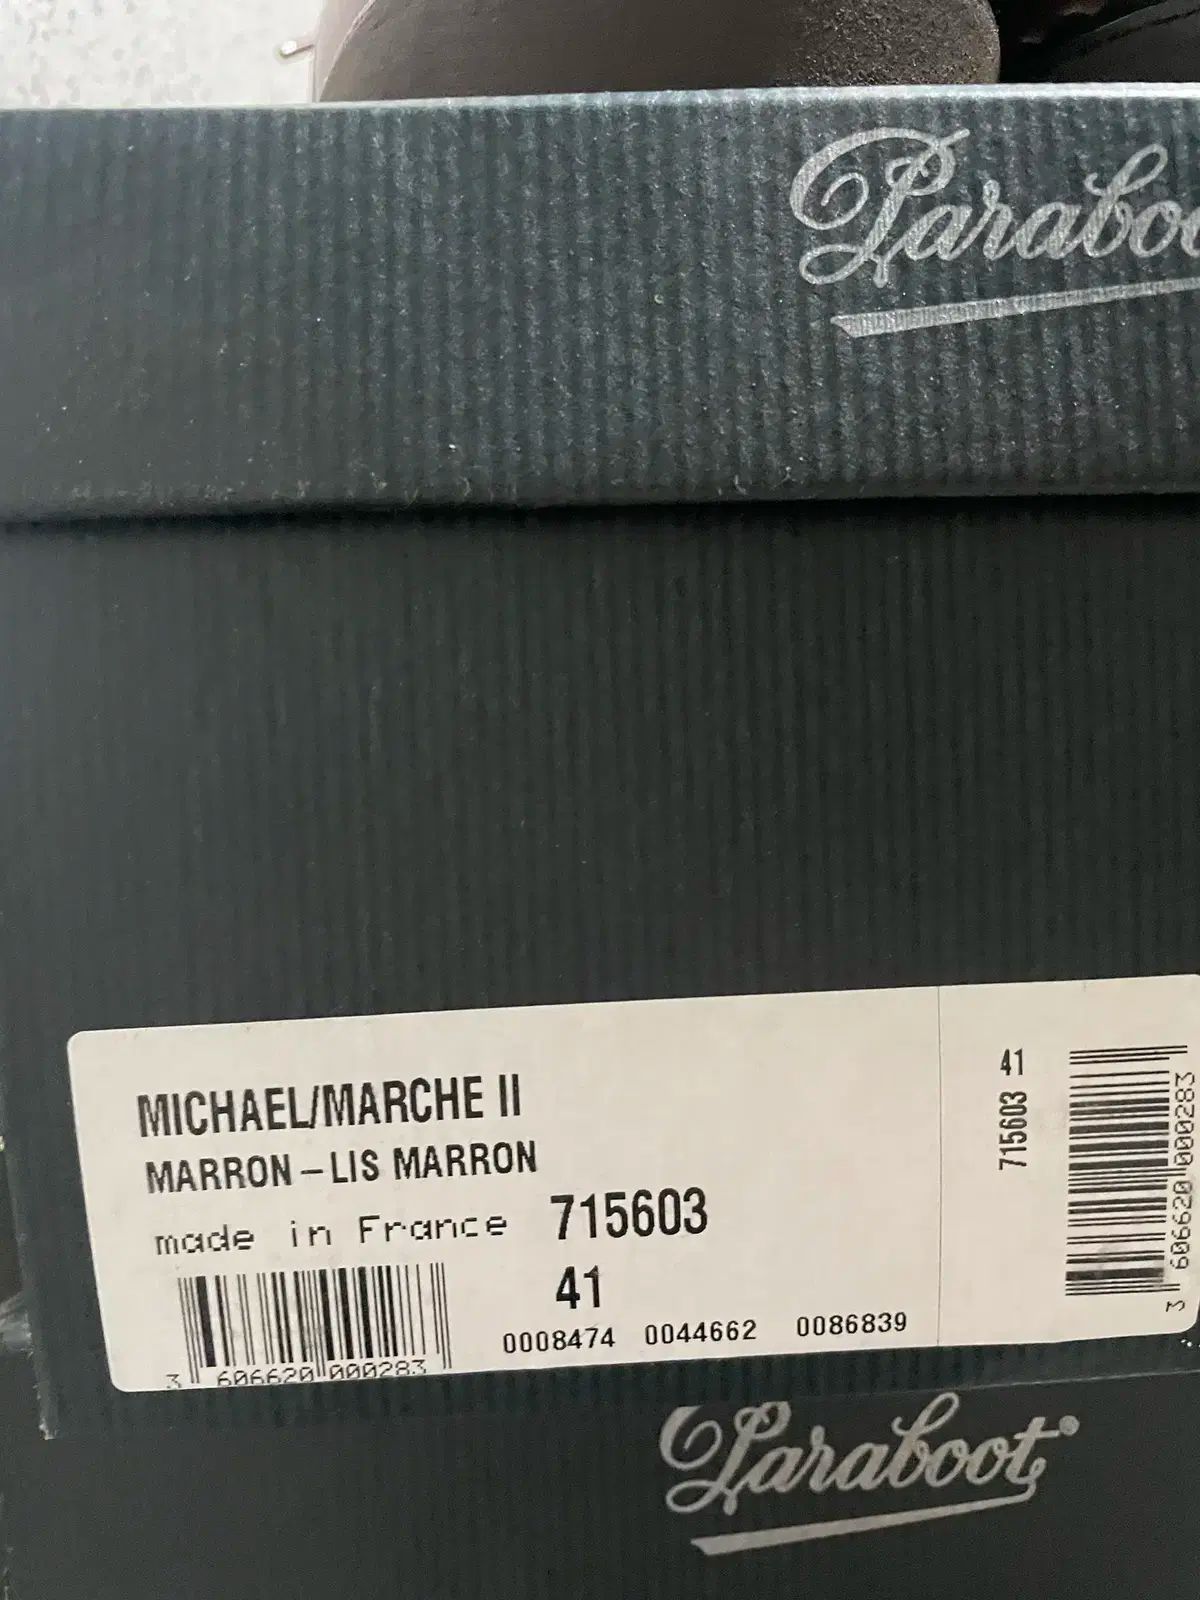 Paraboo
MICHAEL/MARCHE II
MARRON – LIS MARRON
made in France 715603
41
0008474 0044662 0086839
3 606620 000283
715603 41
3 606620 000283
Paraboot®